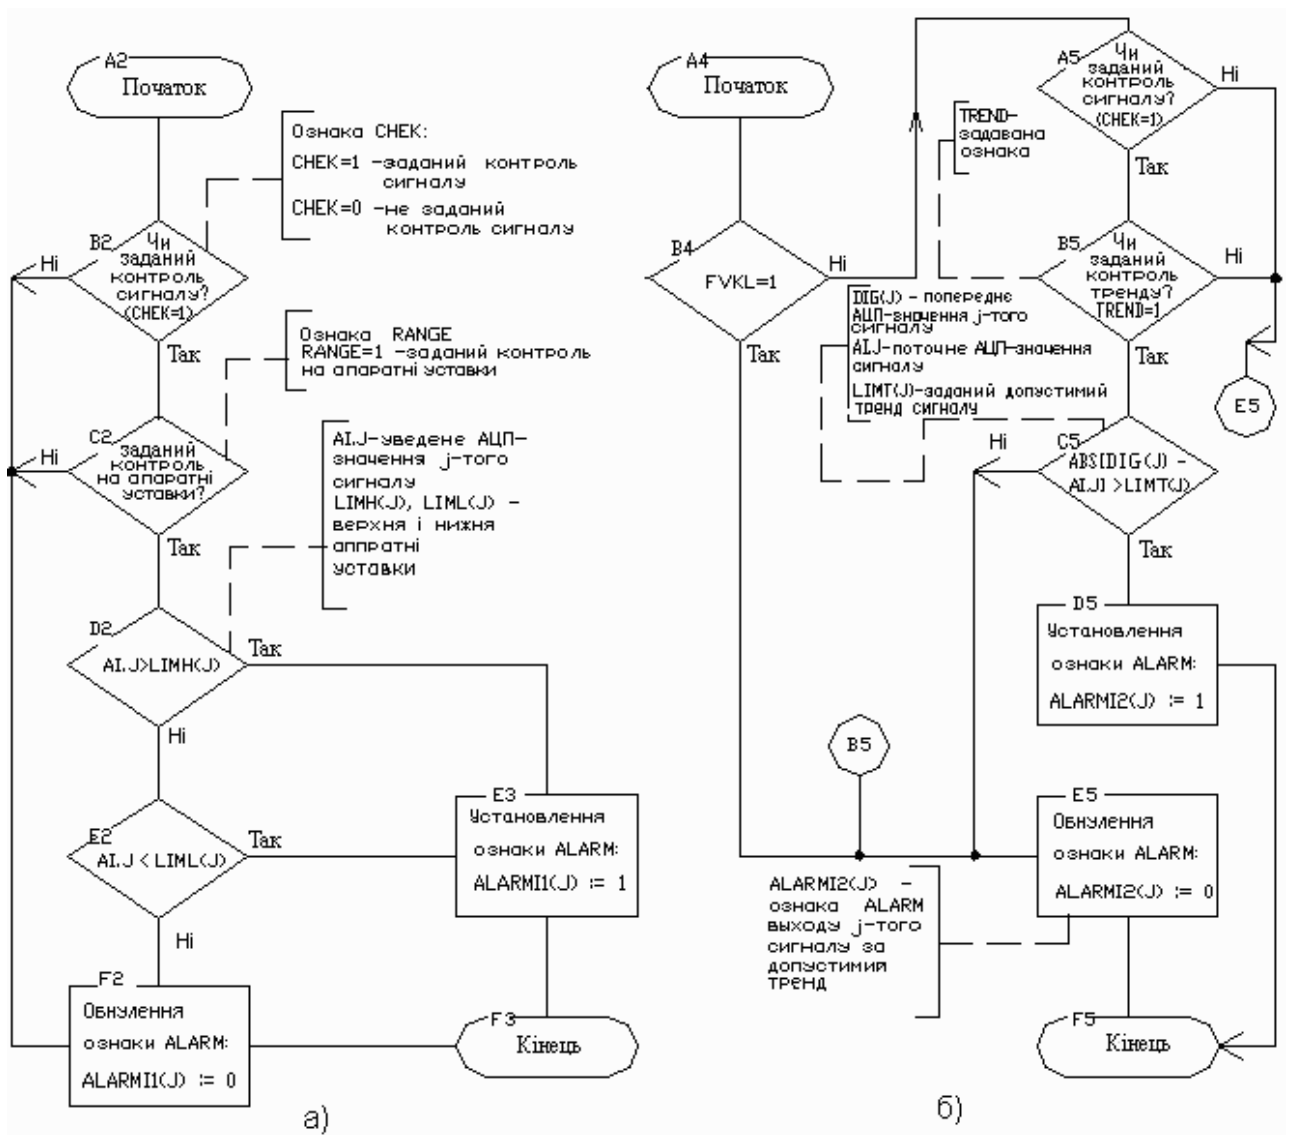 A2
Початок
Ознака CHEK:
CHEK=1 -заданий контроль
сигналу
CHEK=0 -не заданий
контроль сигналу
B2
Чи
заданий
контроль
сигналу?
(CHEK=1)
Ні
Так
Ознака RANGE
RANGE=1 -заданий контроль
на апаратні уставки
C2
заданий
контроль
на апаратні
уставки?
Ні
Так
AI.J-уведене АЦП-
значення j-того
сигналу
LIMH(J), LIML(J) -
верхня і нижня
аппратні
уставки
D2
AI.J>LIMH(J)
Так
Ні
E2
AI.J < LIML(J)
Так
Ні
E3
Установлення
ознаки ALARM:
ALARMI1(J) := 1
F2
Обнулення
ознаки ALARM:
ALARMI1(J) := 0
F3
Кінець
а)
A4
Початок
B4
FVKL=1
Ні
Так
A5
Чи
заданий
контроль
сигналу?
(CHEK=1)
Ні
Так
TREND-
задавана
ознака
B5
Чи
заданий
контроль
тренду?
TREND=1
Ні
Так
DIG(J) - попереднє
АЦП-значення j-того
сигналу
AI.J-поточне АЦП-значення
сигналу
LIMT(J)-заданий допустимий
тренд сигналу
E5
C5
ABS[DIG(J) -
AI.J] >LIMT(J)
Ні
Так
D5
Установлення
ознаки ALARM:
ALARMI2(J) := 1
B5
E5
Обнулення
ознаки ALARM:
ALARMI2(J) := 0
ALARMI2(J) -
ознака ALARM
выходу j-того
сигналу за
допустимий
тренд
F5
Кінець
б)